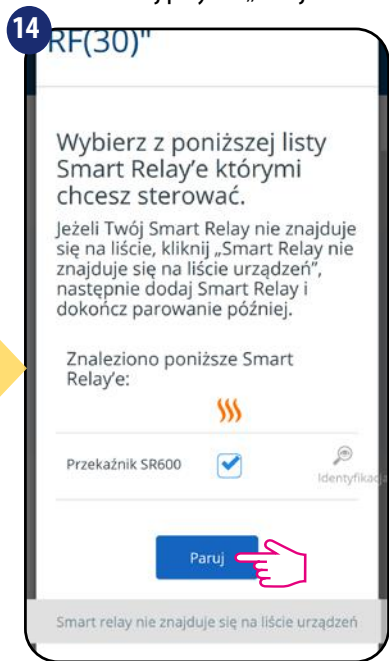 14
RF(30)"
Wybierz z poniższej listy
Smart Relay'e którymi
chcesz sterować.
Jeżeli Twój Smart Relay nie znajduje
się na liście, kliknij „Smart Relay nie
znajduje się na liście urządzeń”,
następnie dodaj Smart Relay i
dokończ parowanie później.
Znaleziono poniższe Smart
Relay'e:
Przekaźnik SR600
Identyfikacja
Paruj
Smart relay nie znajduje się na liście urządzeń